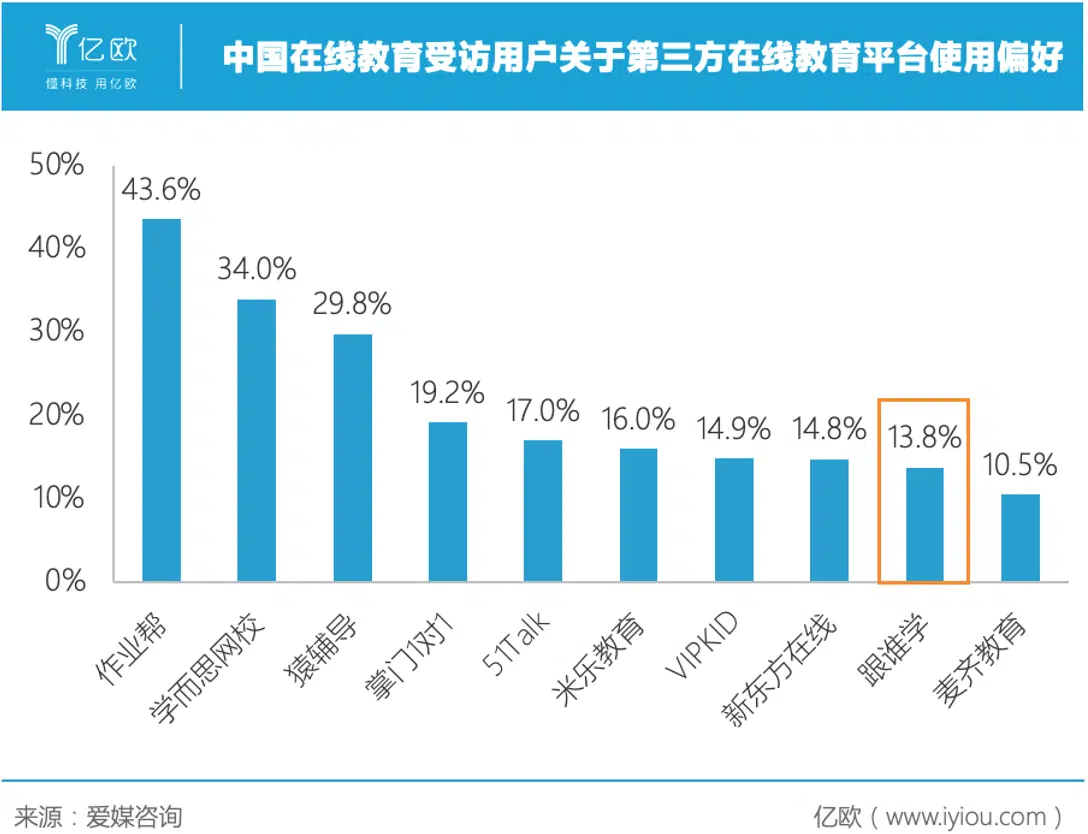 亿欧
懂科技 用亿欧
中国在线教育受访用户关于第三方在线教育平台使用偏好
50%
40%
30%
20%
10%
0%
43.6%
34.0%
29.8%
19.2%
17.0%
16.0%
14.9%
14.8%
13.8%
10.5%
作业帮
学而思网校
猿辅导
掌门1对1
51Talk
米乐教育
VIPKID
新东方在线
跟谁学
麦齐教育
来源：爱媒咨询
亿欧（www.iyiou.com）